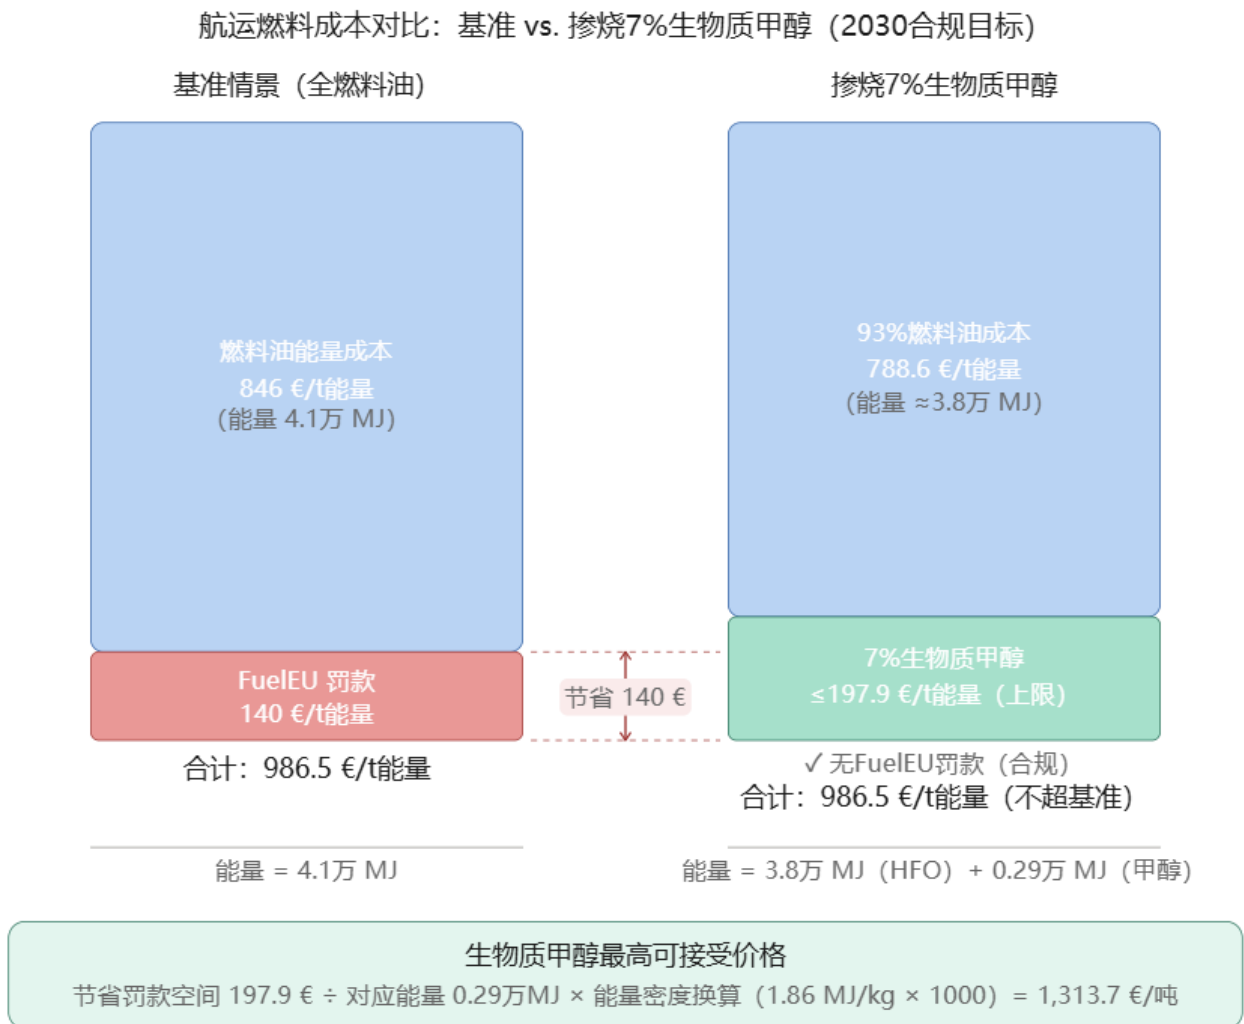 航运燃料成本对比：基准 vs. 掺烧7%生物质甲醇（2030合规目标）
基准情景（全燃料油）
掺烧7%生物质甲醇
燃料油能量成本
846 €/t能量
（能量 4.1万 MJ）
93%燃料油成本
788.6 €/t能量
（能量 ≈3.8万 MJ）
FuelEU 罚款
140 €/t能量
节省 140 €
7%生物质甲醇
≤197.9 €/t能量（上限）
合计：986.5 €/t能量
✓ 无FuelEU罚款（合规）
合计：986.5 €/t能量（不超基准）
能量 = 4.1万 MJ
能量 = 3.8万 MJ（HFO）+ 0.29万 MJ（甲醇）
生物质甲醇最高可接受价格
节省罚款空间 197.9 € ÷ 对应能量 0.29万MJ × 能量密度换算（1.86 MJ/kg × 1000）= 1,313.7 €/吨